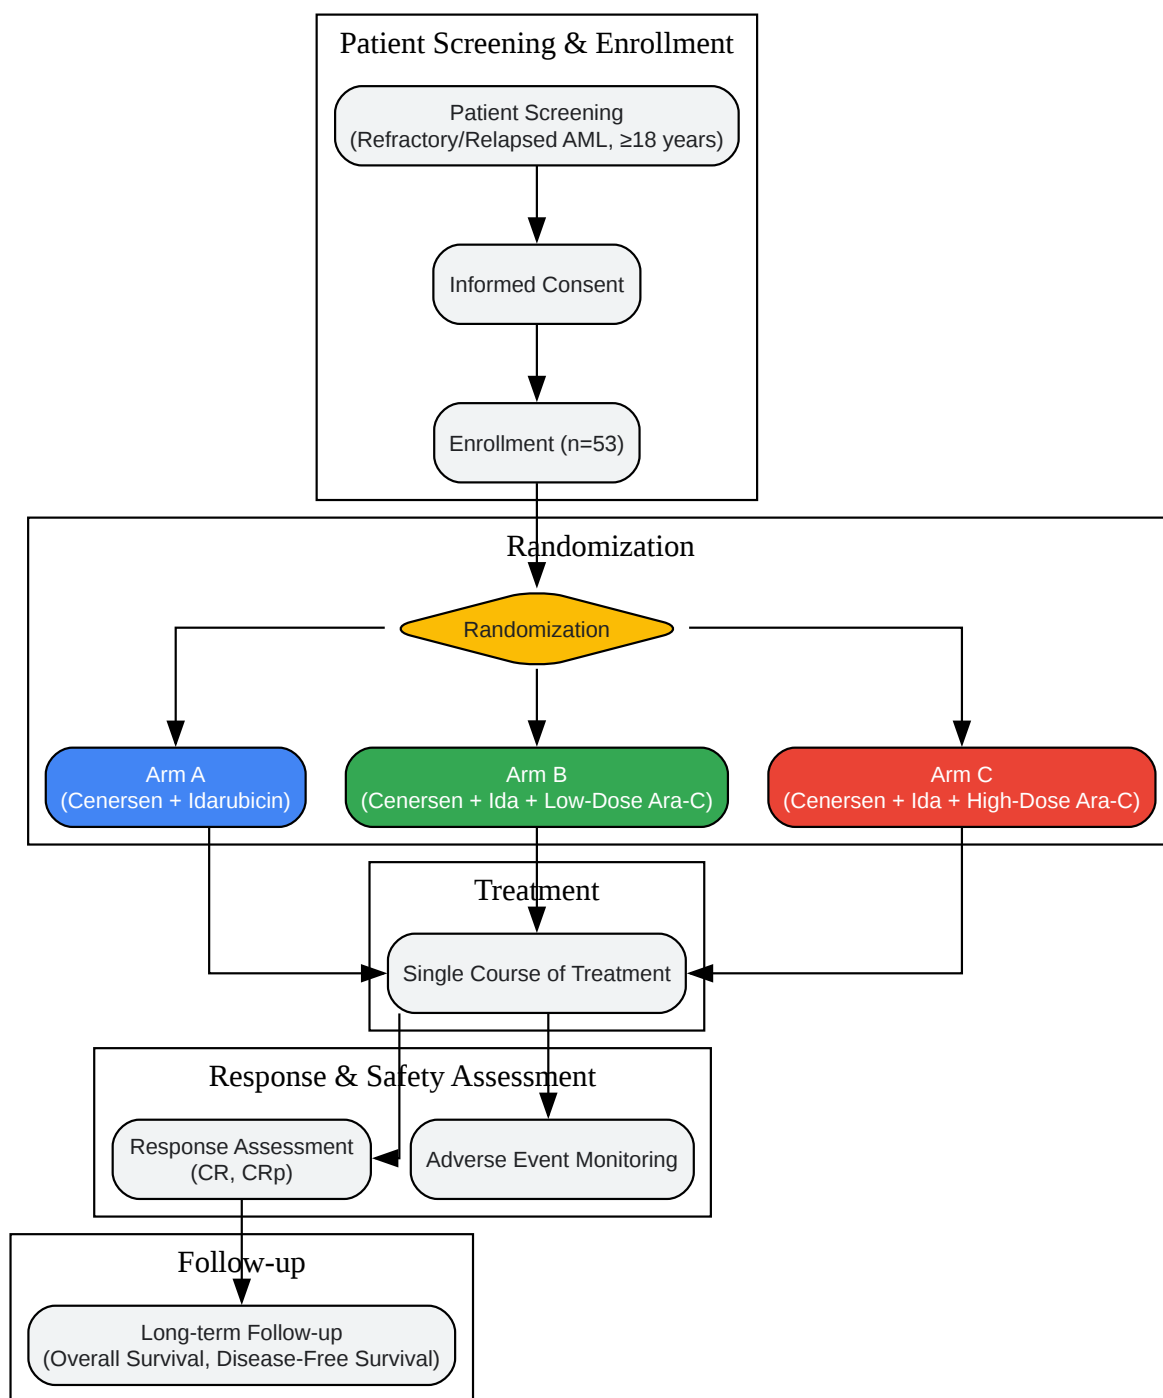 Patient Screening & Enrollment
Patient Screening
(Refractory/Relapsed AML, ≥18 years)
Informed Consent
Enrollment (n=53)
Randomization
Randomization
Arm A
(Cenersen + Idarubicin)
Arm B
(Cenersen + Ida + Low-Dose Ara-C)
Arm C
(Cenersen + Ida + High-Dose Ara-C)
Treatment
Single Course of Treatment
Response & Safety Assessment
Response Assessment
(CR, CRp)
Adverse Event Monitoring
Follow-up
Long-term Follow-up
(Overall Survival, Disease-Free Survival)